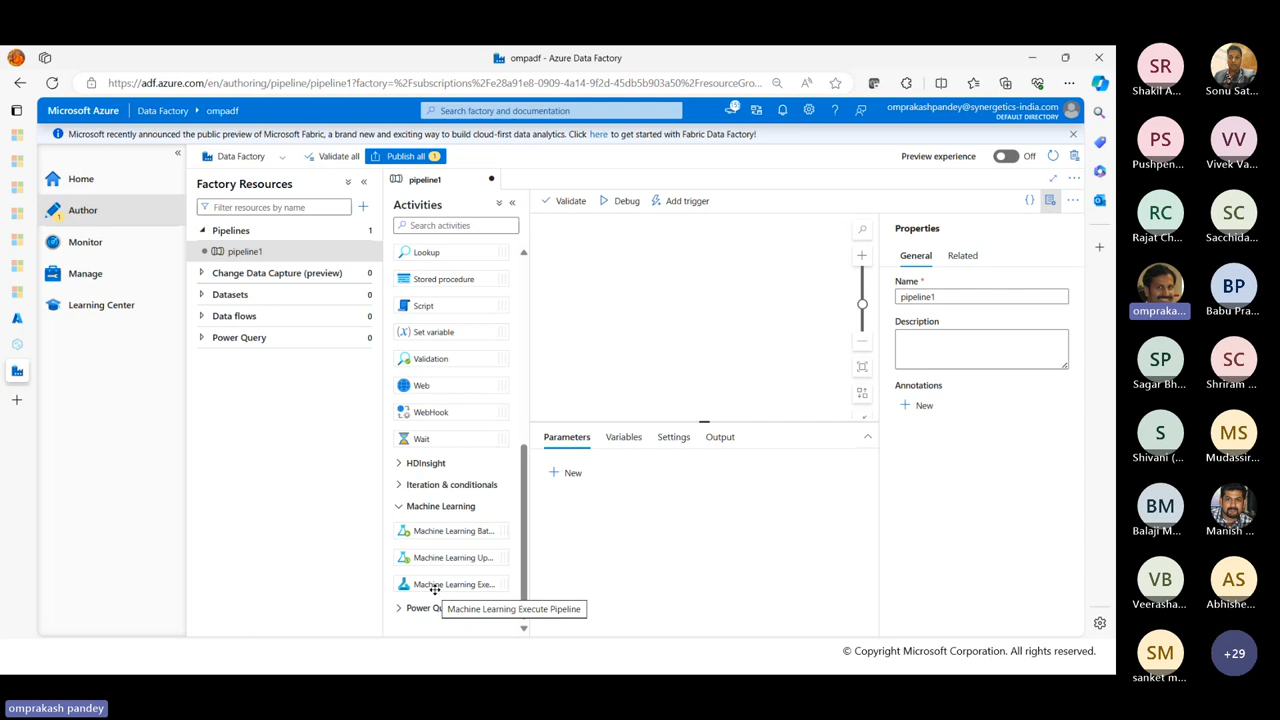 ompadf - Azure Data Factory
https://adf.azure.com/en/authoring/pipeline/pipeline1?factory=%2Fsubscriptions%2Fe28a91e8-0909-4a14-9f2d-45db5b903a50%2FresourceGro...
Microsoft Azure
Data Factory
ompadf
Search factory and documentation
omprakashpandey@synergetics-india.com
DEFAULT DIRECTORY
Microsoft recently announced the public preview of Microsoft Fabric, a brand new and exciting way to build cloud-first data analytics. Click here to get started with Fabric Data Factory!
Home
Author
Monitor
Manage
Learning Center
Data Factory
Validate all
Publish all 1
Preview experience
Off
Factory Resources
Filter resources by name
Pipelines 1
pipeline1
Change Data Capture (preview) 0
Datasets 0
Data flows 0
Power Query 0
pipeline1
Activities
Search activities
Lookup
Stored procedure
Script
Set variable
Validation
Web
WebHook
Wait
HDInsight
Iteration & conditionals
Machine Learning
Machine Learning Bat...
Machine Learning Up...
Machine Learning Exe...
Power Qu
Machine Learning Execute Pipeline
Validate
Debug
Add trigger
Parameters
Variables
Settings
Output
New
Properties
General
Related
Name *
pipeline1
Description
Annotations
New
© Copyright Microsoft Corporation. All rights reserved.
SR
Shakil A...
Sonu Sat...
PS
Pushpen...
VV
Vivek Va...
RC
Rajat Ch...
SC
Sacchida...
ompraka...
BP
Babu Pra...
SP
Sagar Bh...
SC
Shriram ...
S
Shivani (...
MS
Mudassir...
BM
Balaji M...
Manish ...
VB
Veerasha...
AS
Abhishe...
SM
sanket m...
+29
omprakash pandey